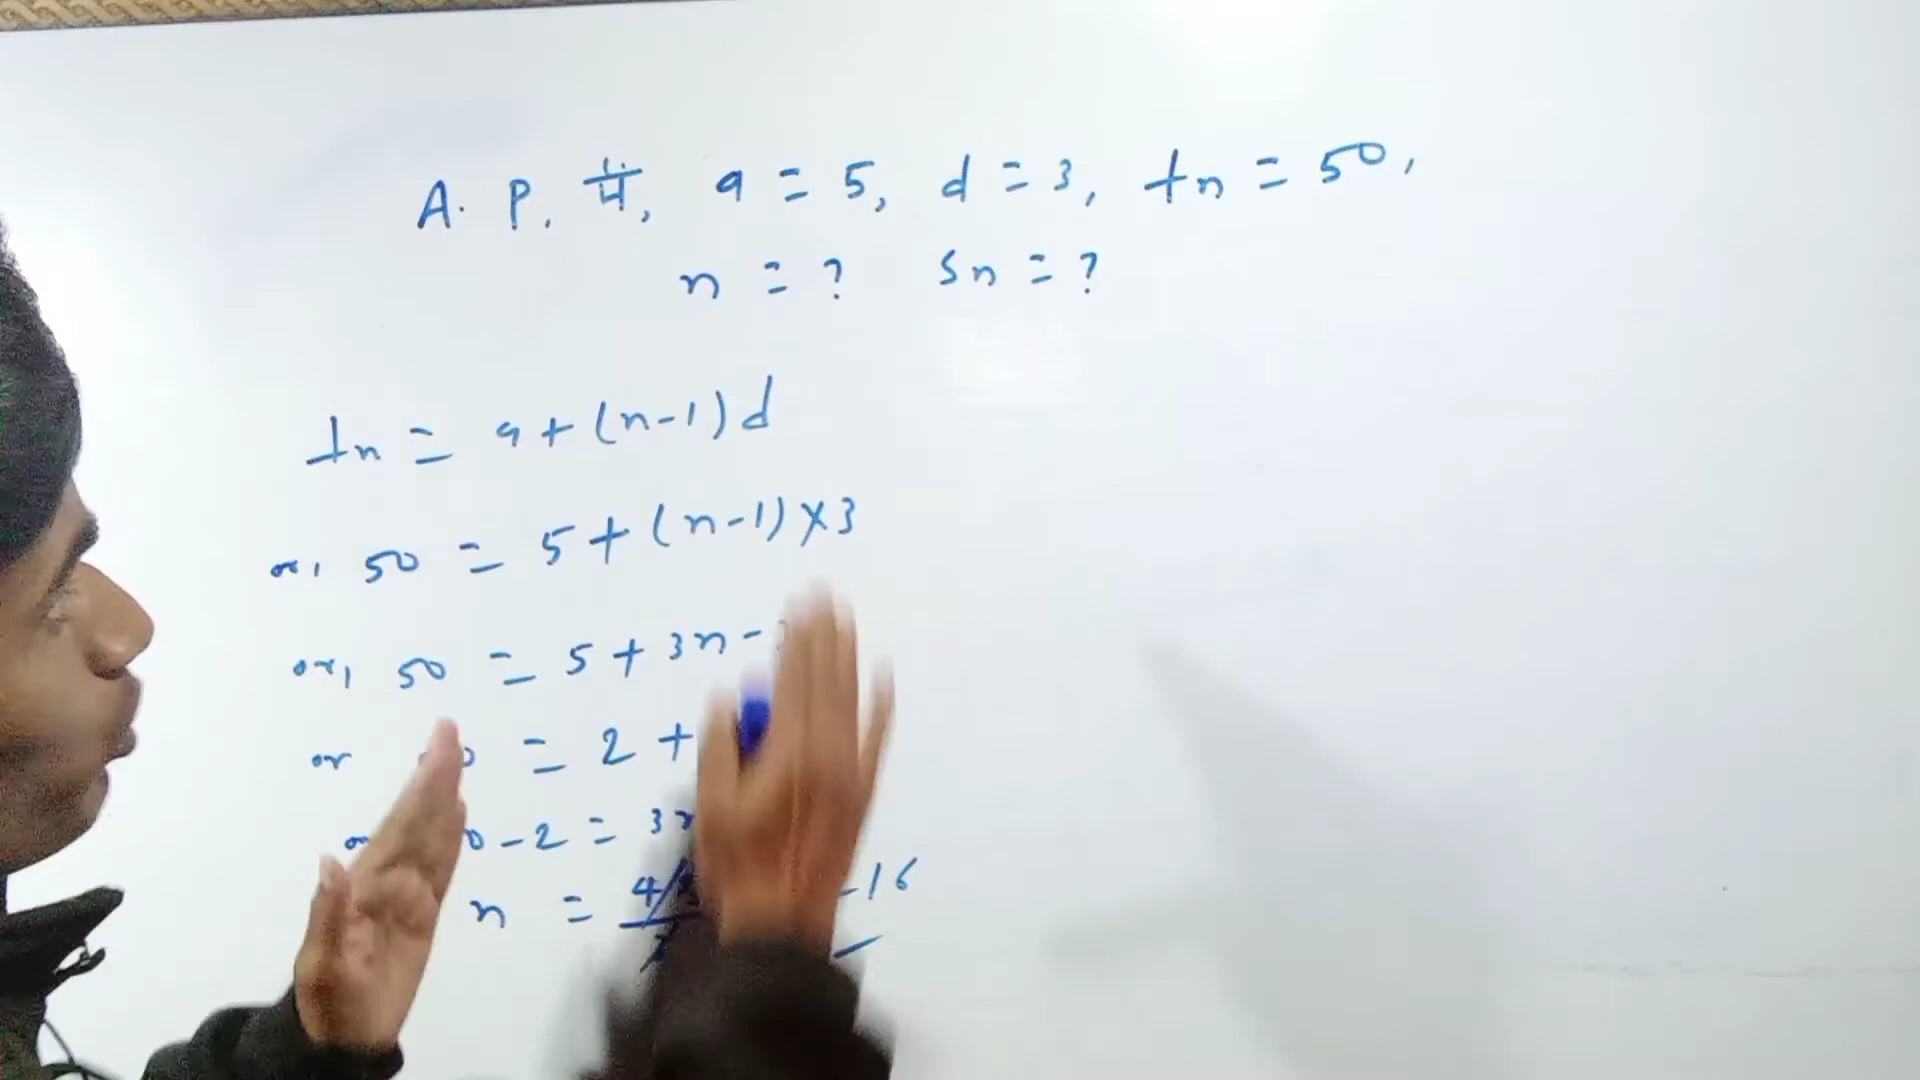 A. P. में, a = 5, d = 3, tn = 50,
n = ? Sn = ?
tn = a + (n-1) d
or, 50 = 5 + (n-1) × 3
or, 50 = 5 + 3n -
or = 2 +
- 2 = 3n
n = 16